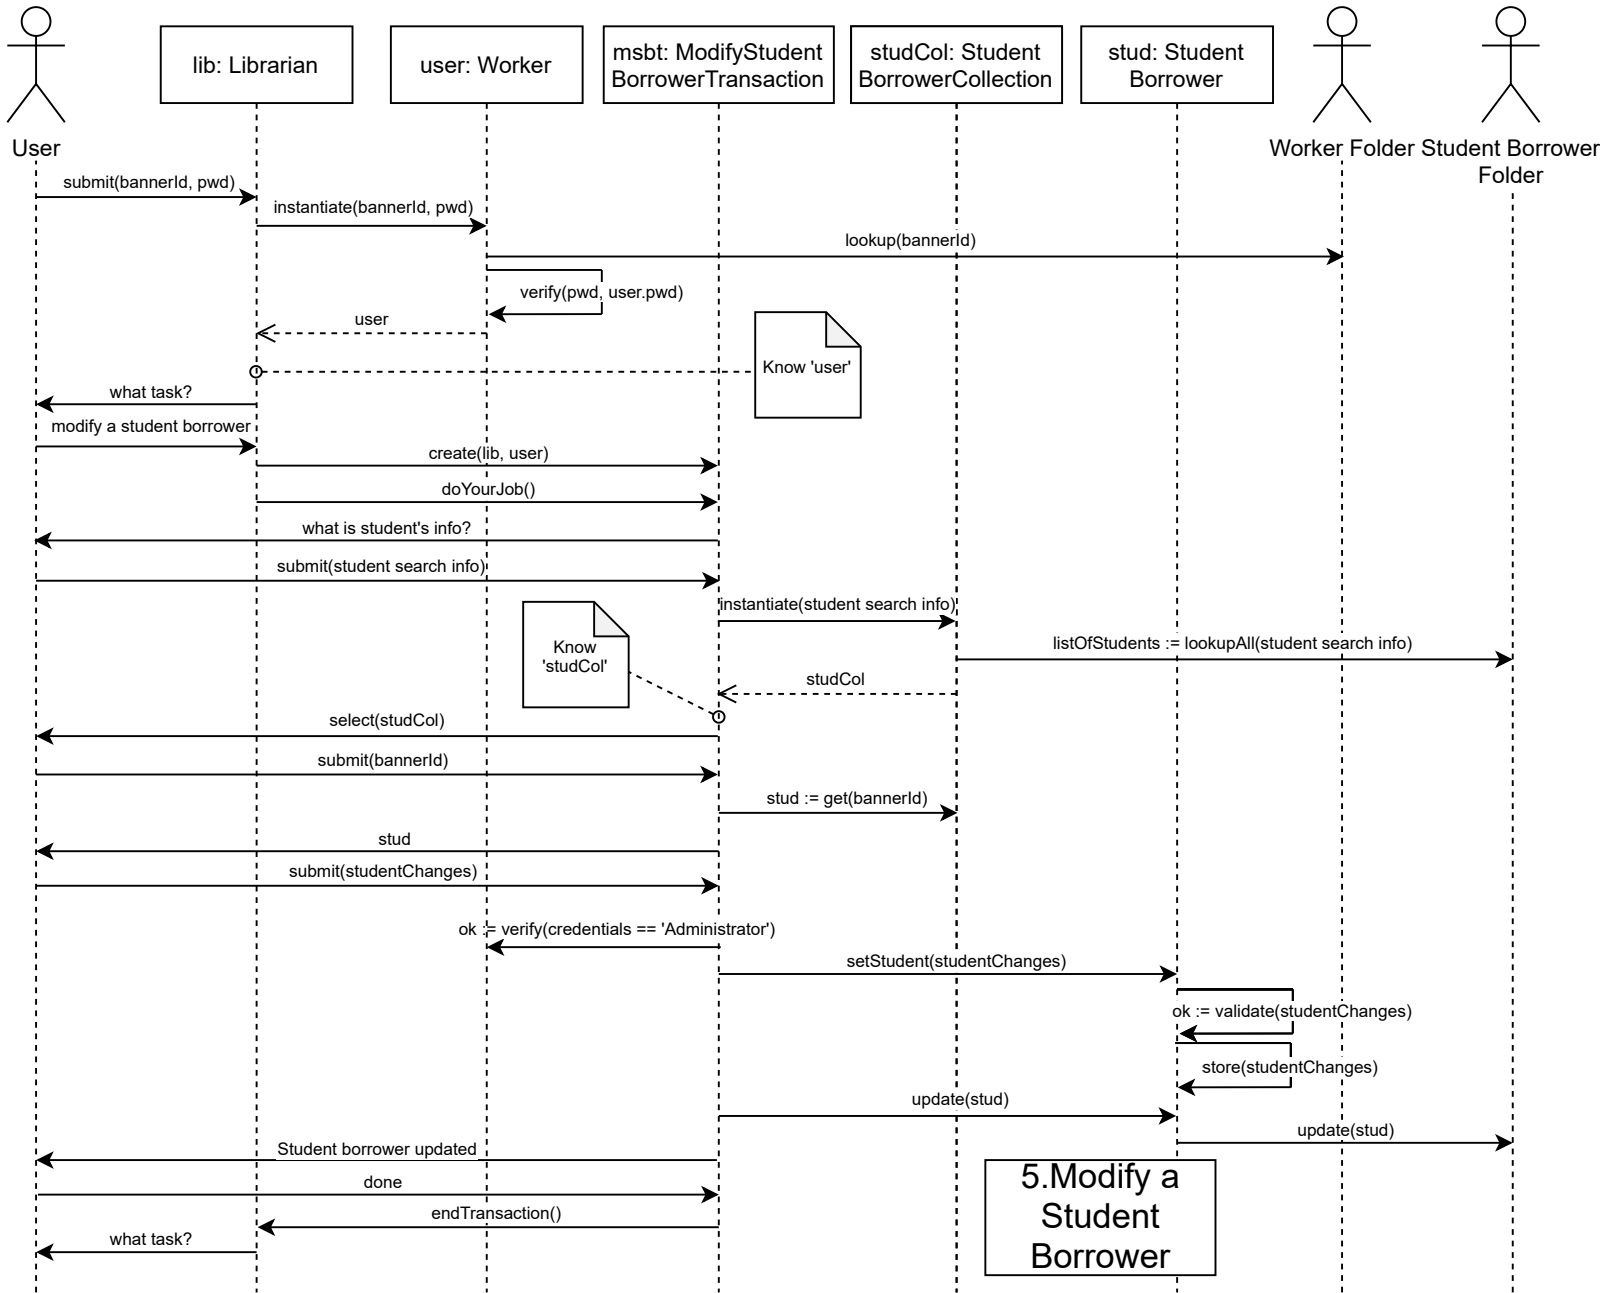 lib: Librarian
user: Worker
msbt: ModifyStudent
BorrowerTransaction
studCol: Student
BorrowerCollection
stud: Student
Borrower
User
Worker Folder
Student Borrower
Folder
submit(bannerId, pwd)
instantiate(bannerId, pwd)
lookup(bannerId)
verify(pwd, user.pwd)
user
Know 'user'
what task?
modify a student borrower
create(lib, user)
doYourJob()
what is student's info?
submit(student search info)
instantiate(student search info)
listOfStudents := lookupAll(student search info)
Know
'studCol'
studCol
select(studCol)
submit(bannerId)
stud := get(bannerId)
stud
submit(studentChanges)
ok := verify(credentials == 'Administrator')
setStudent(studentChanges)
ok := validate(studentChanges)
store(studentChanges)
update(stud)
update(stud)
Student borrower updated
done
endTransaction()
what task?
5.Modify a
Student
Borrower